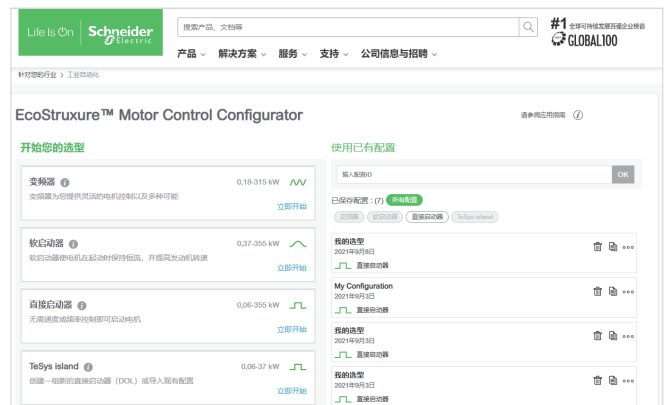 Life Is On
Schneider
Electric
搜索产品、文档等
#1 全球可持续发展百强企业榜首
GLOBAL100
产品 解决方案 服务 支持 公司信息与招聘
针对您的行业 > 工业自动化
EcoStruxure™ Motor Control Configurator
请参阅应用指南
开始您的选型
变频器
0,18-315 kW
变频器为您提供灵活的电机控制以及多种可能
立即开始
软启动器
0,37-355 kW
软启动器使电机在起动时保持恒流，并提高发动机转速
立即开始
直接启动器
0,06-355 kW
无需速度或频率控制即可启动电机
立即开始
TeSys island
0,06-37 kW
创建一组新的直接启动器（DOL）或导入现有配置
立即开始
使用已有配置
输入配置ID
OK
已保存配置：(7) 所有配置
变频器 软启动器 直接启动器 TeSys island
我的选型
2021年9月8日
直接启动器
My Configuration
2021年9月3日
直接启动器
我的选型
2021年9月3日
直接启动器
我的选型
2021年9月3日
直接启动器